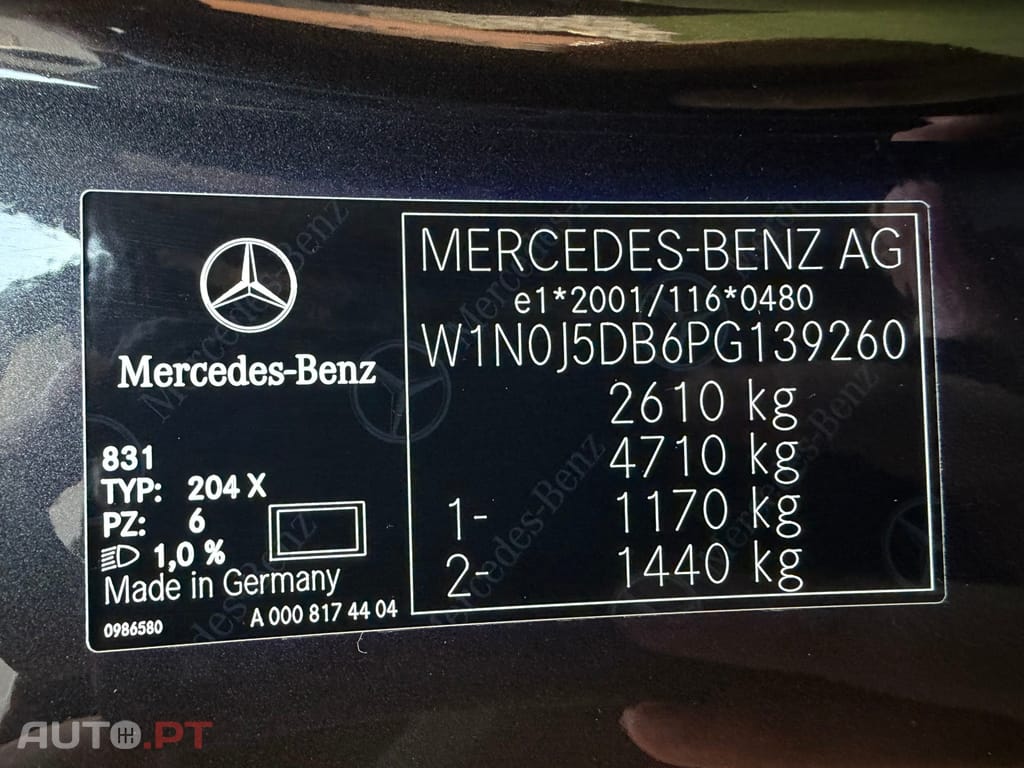 Mercedes-Benz
831
TYP: 204 X
PZ: 6
1,0 %
Made in Germany
0986580
A 000 817 44 04
MERCEDES-BENZ AG
e1*2001/116*0480
W1N0J5DB6PG139260
2610 kg
4710 kg
1- 1170 kg
2- 1440 kg
AUTO.PT